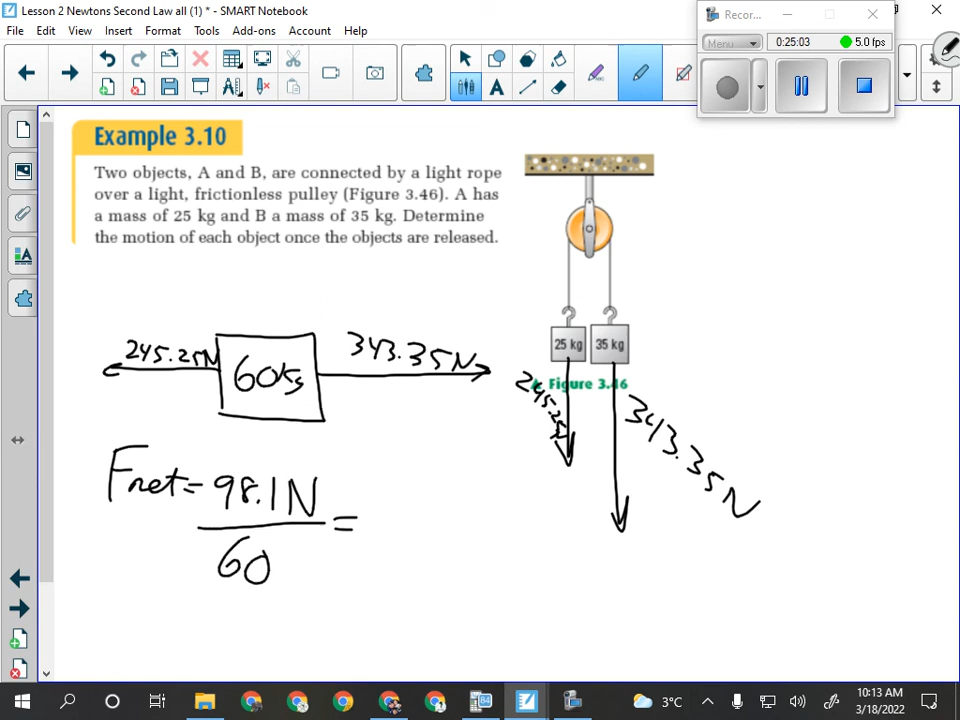 Lesson 2 Newtons Second Law all (1) * - SMART Notebook
File Edit View Insert Format Tools Add-ons Account Help
Recor...
Menu
0:25:03
5.0 fps
Example 3.10
Two objects, A and B, are connected by a light rope
over a light, frictionless pulley (Figure 3.46). A has
a mass of 25 kg and B a mass of 35 kg. Determine
the motion of each object once the objects are released.
25 kg
35 kg
Figure 3.46
245.25N
343.35N
245.25N
60kg
343.35N
Fnet = 98.1N
60
=
3°C
10:13 AM
3/18/2022